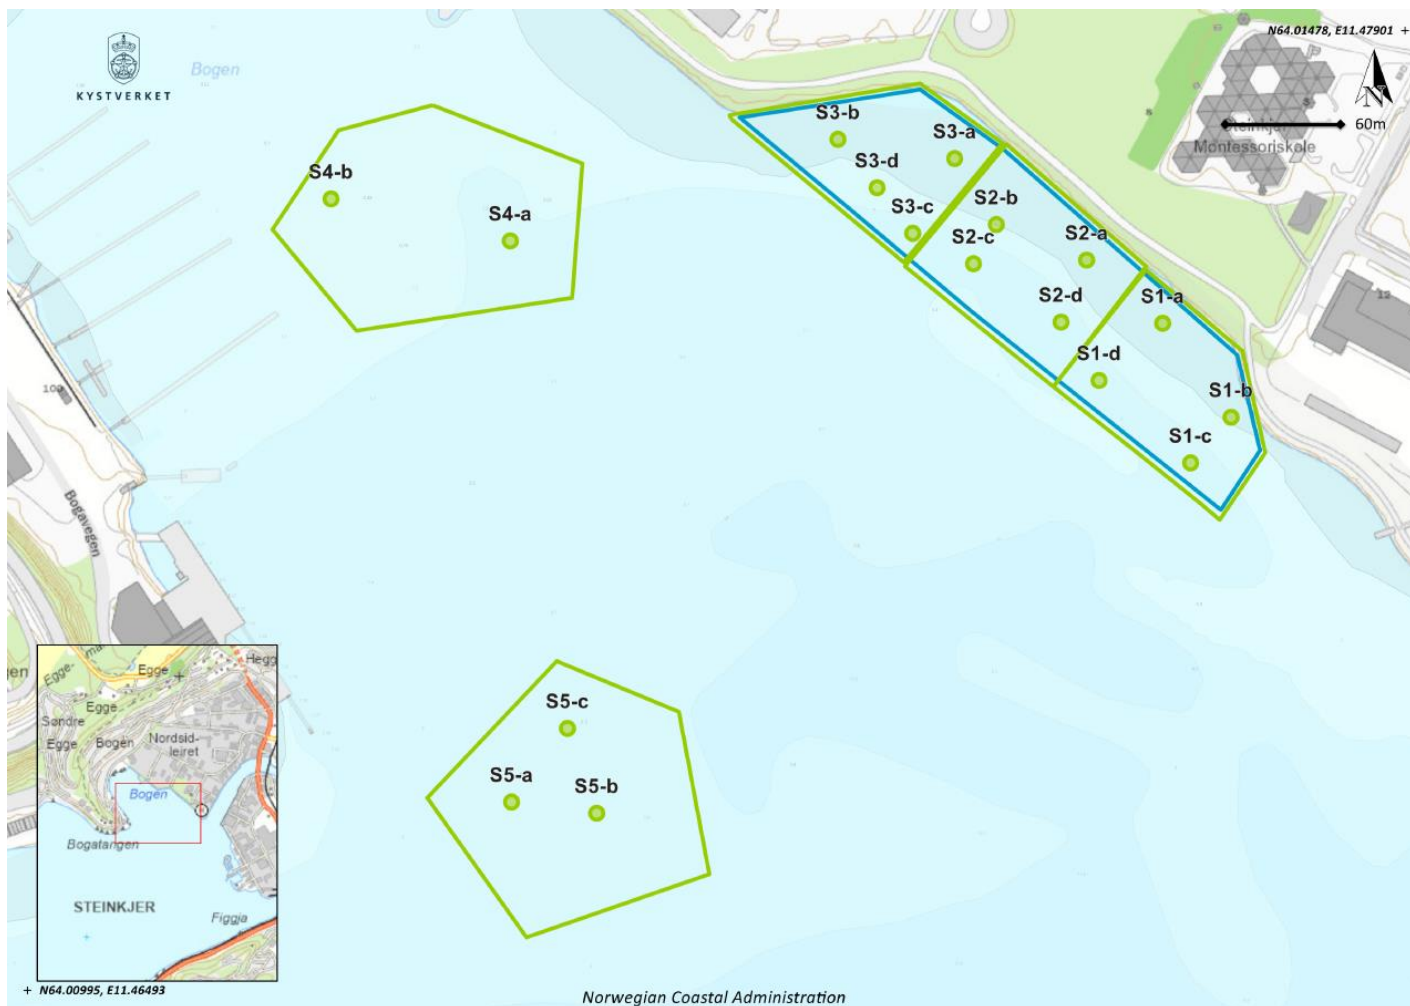 N64.01478, E11.47901
KYSTVERKET
Bogen
N
60m
Montessoriskole
S3-b
S3-a
S3-d
S3-c
S2-b
S2-c
S2-a
S2-d
S1-a
S1-d
S1-b
S1-c
S4-b
S4-a
12
Bogavegen
S5-c
S5-a
S5-b
Egge
Hegg
Egge-
Egge
Søndre
Egge
Bogen
Nordsid-
leiret
Bogen
Bogatangen
STEINKJER
Figgja
N64.00995, E11.46493
Norwegian Coastal Administration